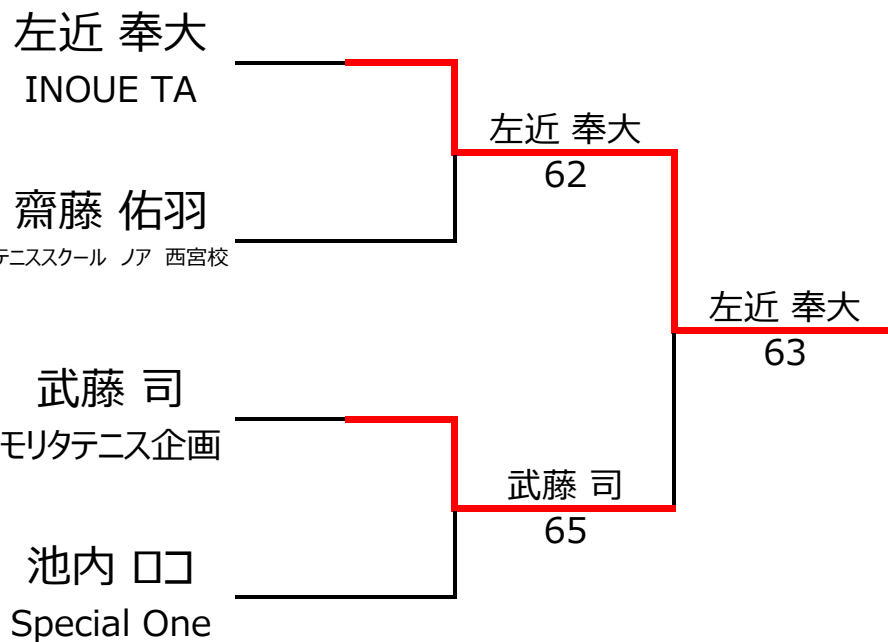 左近 奉大
INOUE TA
左近 奉大
62
齋藤 佑羽
テニススクール ノア 西宮校
左近 奉大
63
武藤 司
モリタテニス企画
武藤 司
65
池内 ロコ
Special One